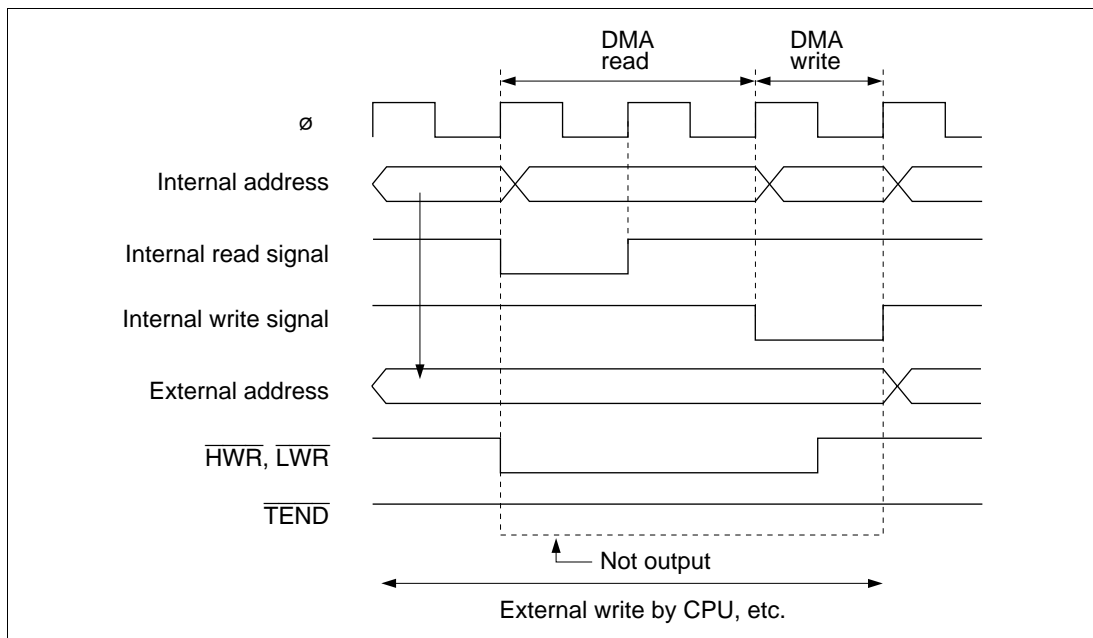 DMA read
DMA write
ø
Internal address
Internal read signal
Internal write signal
External address
HWR, LWR
TEND
Not output
External write by CPU, etc.